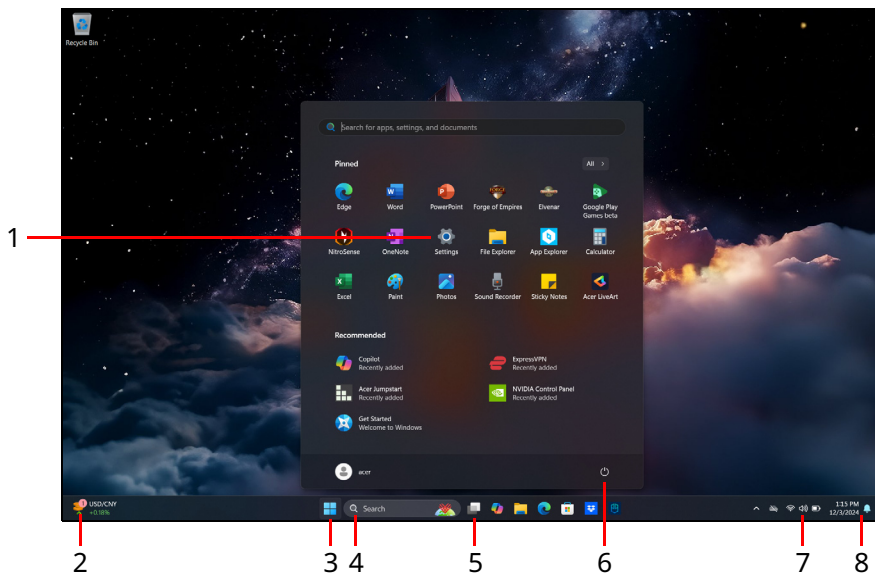 Recycle Bin
Search for apps, settings, and documents
Pinned
All >
Edge
Word
PowerPoint
Forge of Empires
Elvenar
Google Play Games beta
1
NitroSense
OneNote
Settings
File Explorer
App Explorer
Calculator
Excel
Paint
Photos
Sound Recorder
Sticky Notes
Acer LiveArt
Recommended
Copilot
Recently added
ExpressVPN
Recently added
Acer Jumpstart
Recently added
NVIDIA Control Panel
Recently added
Get Started
Welcome to Windows
acer
1
USD/CNY
+0.18%
Search
1:15 PM
12/3/2024
2
3
4
5
6
7
8